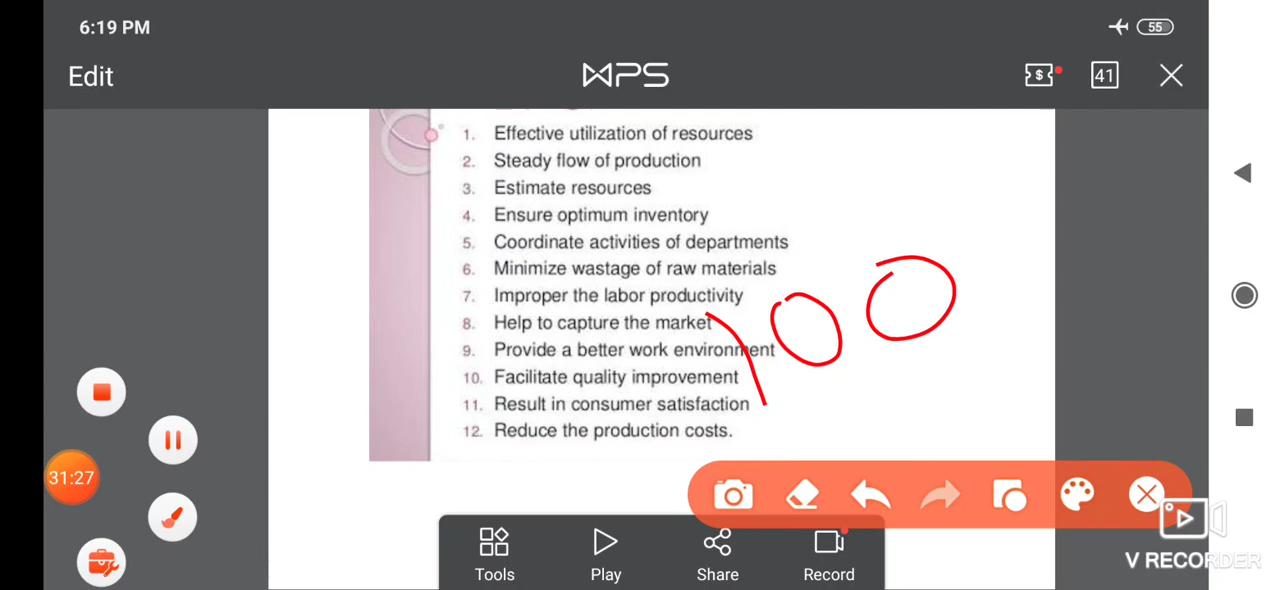 6:19 PM
55
Edit
WPS
$
41
1. Effective utilization of resources
2. Steady flow of production
3. Estimate resources
4. Ensure optimum inventory
5. Coordinate activities of departments
6. Minimize wastage of raw materials
7. Improper the labor productivity
8. Help to capture the market
9. Provide a better work environment
10. Facilitate quality improvement
11. Result in consumer satisfaction
12. Reduce the production costs.
100
31:27
Tools
Play
Share
Record
V RECORDER